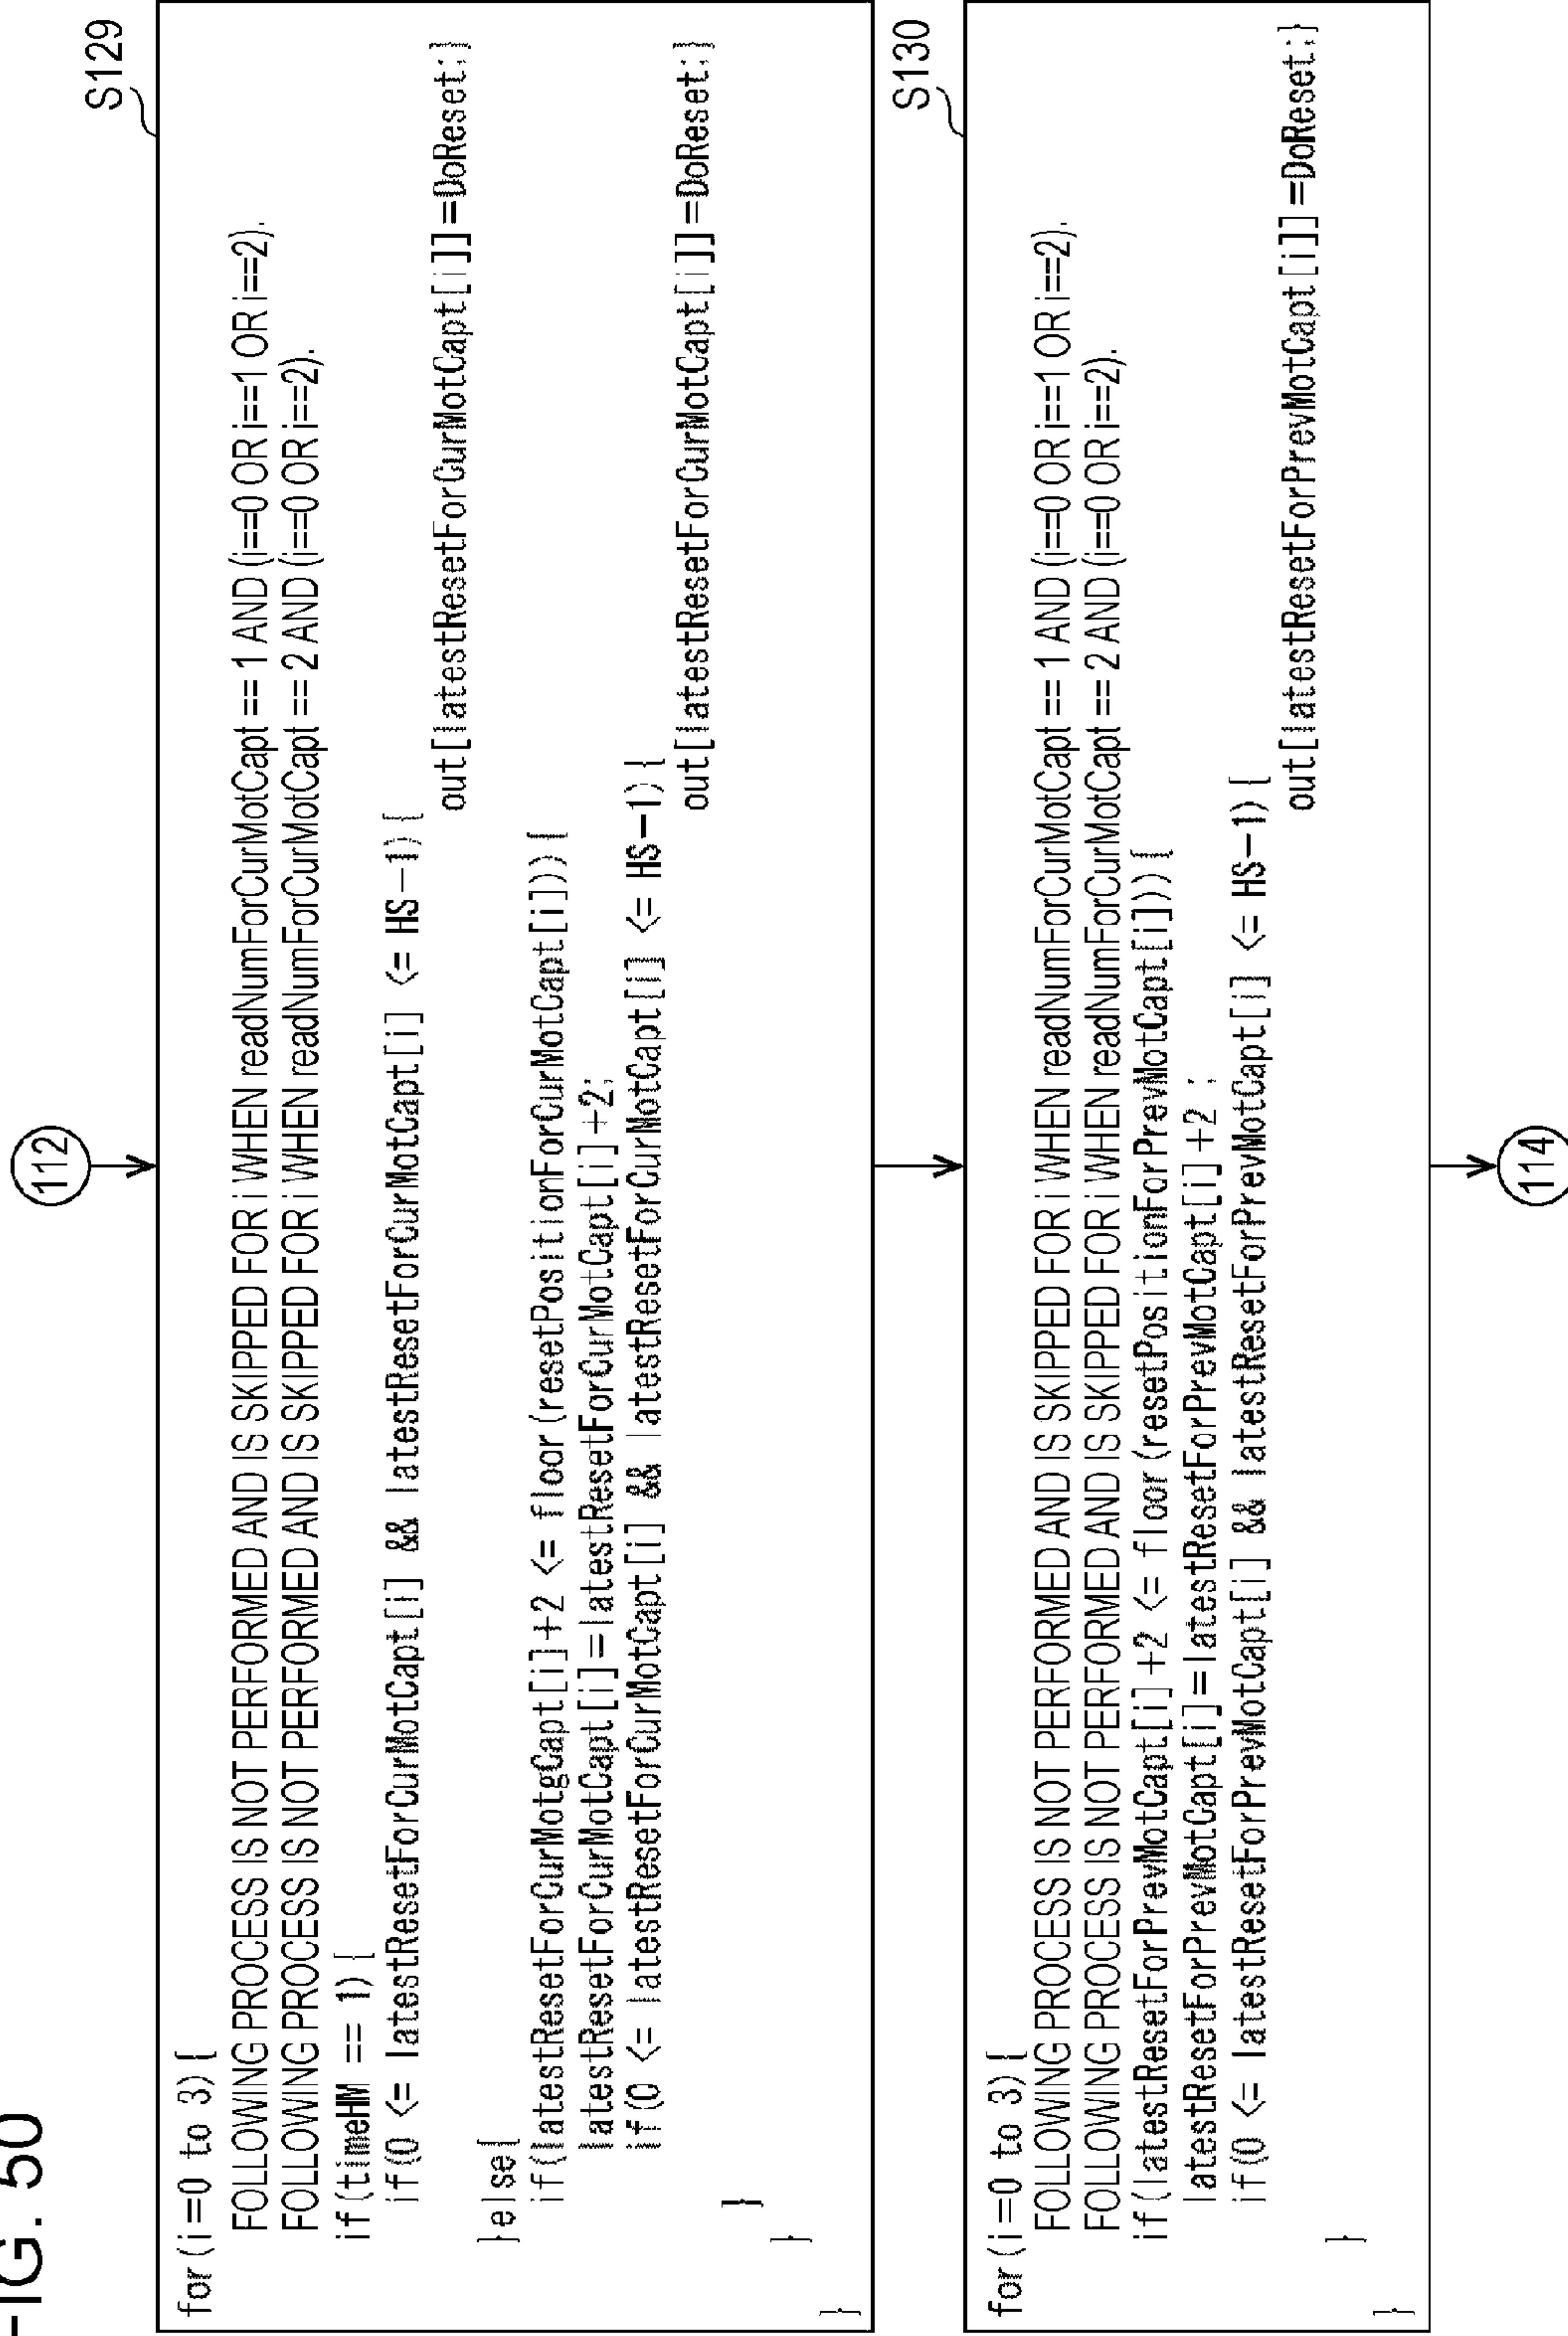 FIG. 50
112
S129
for(i=0 to 3){
FOLLOWING PROCESS IS NOT PERFORMED AND IS SKIPPED FOR i WHEN readNumForCurMotCapt == 1 AND (i==0 OR i==1 OR i==2).
FOLLOWING PROCESS IS NOT PERFORMED AND IS SKIPPED FOR i WHEN readNumForCurMotCapt == 2 AND (i==0 OR i==2).
if(timeHM == 1){
if(0 <= latestResetForCurMotCapt[i] && latestResetForCurMotCapt[i] <= HS-1){
out[latestResetForCurMotCapt[i]]=DoReset;}
}else{
if(latestResetForCurMotgCapt[i]+2 <= floor(resetPositionForCurMotCapt[i])){
latestResetForCurMotCapt[i]=latestResetForCurMotCapt[i]+2;
if(0 <= latestResetForCurMotCapt[i] && latestResetForCurMotCapt[i] <= HS-1){
out[latestResetForCurMotCapt[i]]=DoReset;}
}
}
}
S130
for(i=0 to 3){
FOLLOWING PROCESS IS NOT PERFORMED AND IS SKIPPED FOR i WHEN readNumForCurMotCapt == 1 AND (i==0 OR i==1 OR i==2).
FOLLOWING PROCESS IS NOT PERFORMED AND IS SKIPPED FOR i WHEN readNumForCurMotCapt == 2 AND (i==0 OR i==2).
if(latestResetForPrevMotCapt[i]+2 <= floor(resetPositionForPrevMotCapt[i])){
latestResetForPrevMotCapt[i]=latestResetForPrevMotCapt[i]+2 ;
if(0 <= latestResetForPrevMotCapt[i] && latestResetForPrevMotCapt[i] <= HS-1){
out[latestResetForPrevMotCapt[i]]=DoReset;}
}
}
114